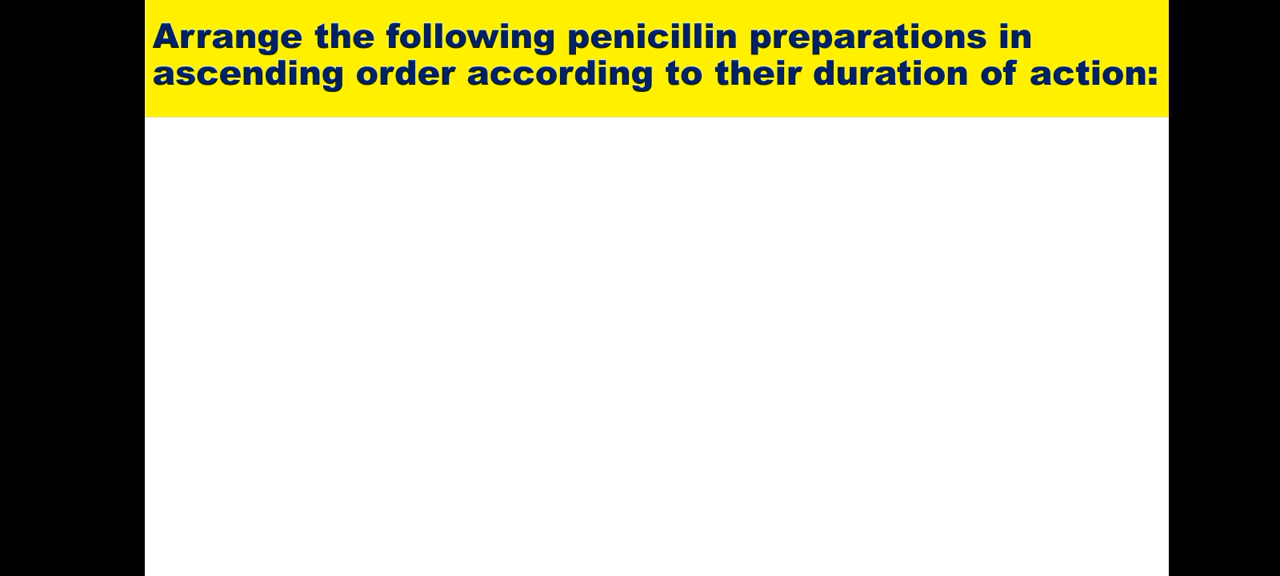 Arrange the following penicillin preparations in
ascending order according to their duration of action: